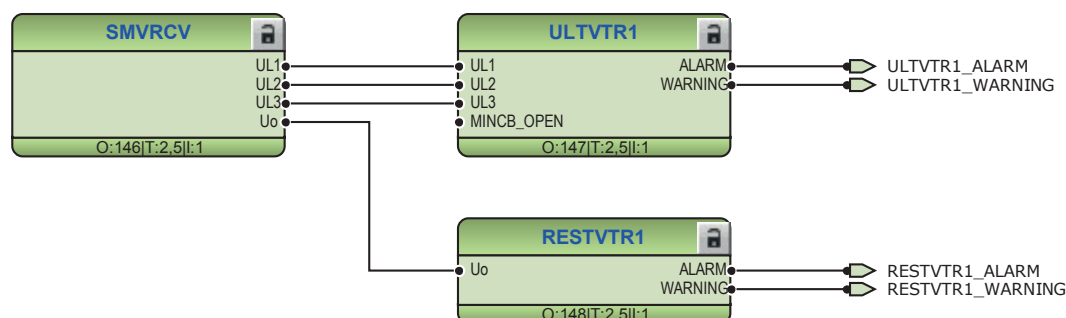 SMVRCV
UL1
UL2
UL3
Uo
O:146|T:2,5|I:1
ULTVTR1
UL1
UL2
UL3
MINCB_OPEN
ALARM
WARNING
O:147|T:2,5|I:1
ULTVTR1_ALARM
ULTVTR1_WARNING
RESTVTR1
Uo
ALARM
WARNING
O:148|T:2,5|I:1
RESTVTR1_ALARM
RESTVTR1_WARNING